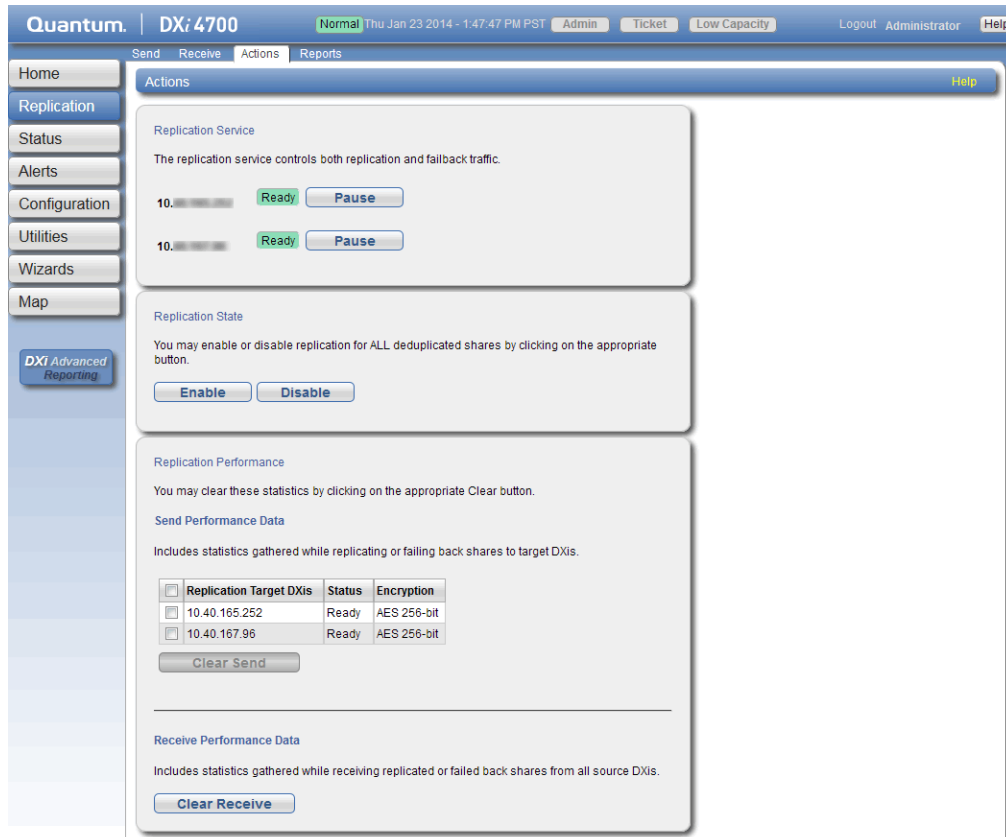 Quantum. DXi 4700 Normal Thu Jan 23 2014 - 1:47:47 PM PST Admin Ticket Low Capacity Logout Administrator Help
Send Receive Actions Reports
Home
Replication
Status
Alerts
Configuration
Utilities
Wizards
Map
DXi Advanced
Reporting
Actions Help
Replication Service
The replication service controls both replication and failback traffic.
10. Ready Pause
10. Ready Pause
Replication State
You may enable or disable replication for ALL deduplicated shares by clicking on the appropriate
button.
Enable Disable
Replication Performance
You may clear these statistics by clicking on the appropriate Clear button.
Send Performance Data
Includes statistics gathered while replicating or failing back shares to target DXis.
Replication Target DXis Status Encryption
10.40.165.252 Ready AES 256-bit
10.40.167.96 Ready AES 256-bit
Clear Send
Receive Performance Data
Includes statistics gathered while receiving replicated or failed back shares from all source DXis.
Clear Receive